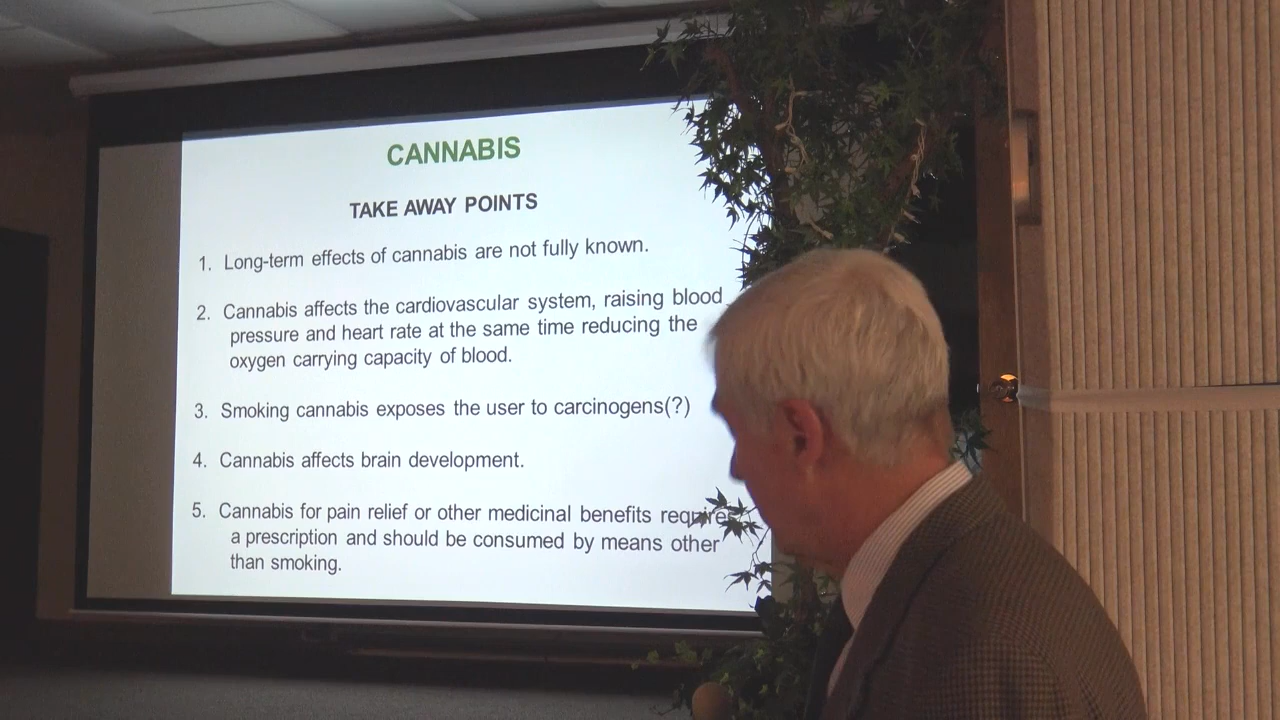 CANNABIS
TAKE AWAY POINTS
1. Long-term effects of cannabis are not fully known.
2. Cannabis affects the cardiovascular system, raising blood
pressure and heart rate at the same time reducing the
oxygen carrying capacity of blood.
3. Smoking cannabis exposes the user to carcinogens(?)
4. Cannabis affects brain development.
5. Cannabis for pain relief or other medicinal benefits requires
a prescription and should be consumed by means other
than smoking.